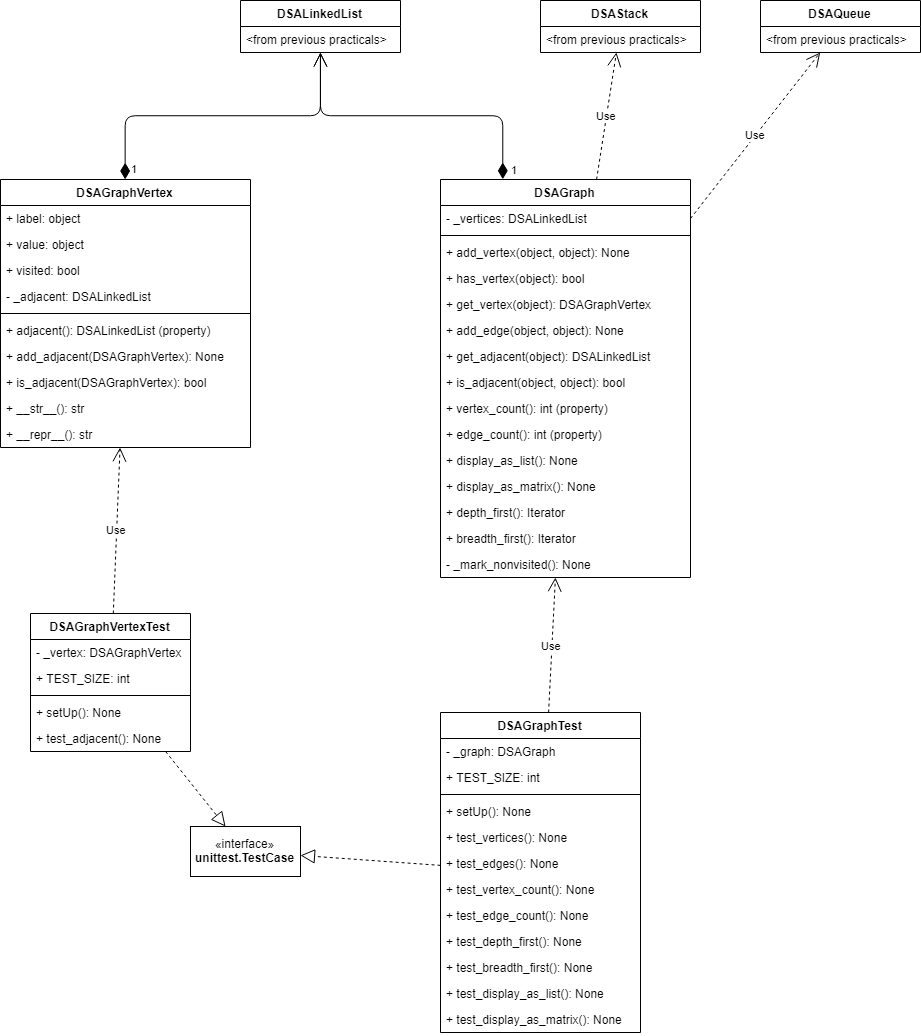 DSALinkedList
<from previous practicals>
DSAStack
<from previous practicals>
DSAQueue
<from previous practicals>
Use
Use
1
1
DSAGraphVertex
+ label: object
+ value: object
+ visited: bool
- _adjacent: DSALinkedList
+ adjacent(): DSALinkedList (property)
+ add_adjacent(DSAGraphVertex): None
+ is_adjacent(DSAGraphVertex): bool
+ __str__(): str
+ __repr__(): str
DSAGraph
- _vertices: DSALinkedList
+ add_vertex(object, object): None
+ has_vertex(object): bool
+ get_vertex(object): DSAGraphVertex
+ add_edge(object, object): None
+ get_adjacent(object): DSALinkedList
+ is_adjacent(object, object): bool
+ vertex_count(): int (property)
+ edge_count(): int (property)
+ display_as_list(): None
+ display_as_matrix(): None
+ depth_first(): Iterator
+ breadth_first(): Iterator
- _mark_nonvisited(): None
Use
Use
DSAGraphVertexTest
- _vertex: DSAGraphVertex
+ TEST_SIZE: int
+ setUp(): None
+ test_adjacent(): None
«interface»
unittest.TestCase
DSAGraphTest
- _graph: DSAGraph
+ TEST_SIZE: int
+ setUp(): None
+ test_vertices(): None
+ test_edges(): None
+ test_vertex_count(): None
+ test_edge_count(): None
+ test_depth_first(): None
+ test_breadth_first(): None
+ test_display_as_list(): None
+ test_display_as_matrix(): None